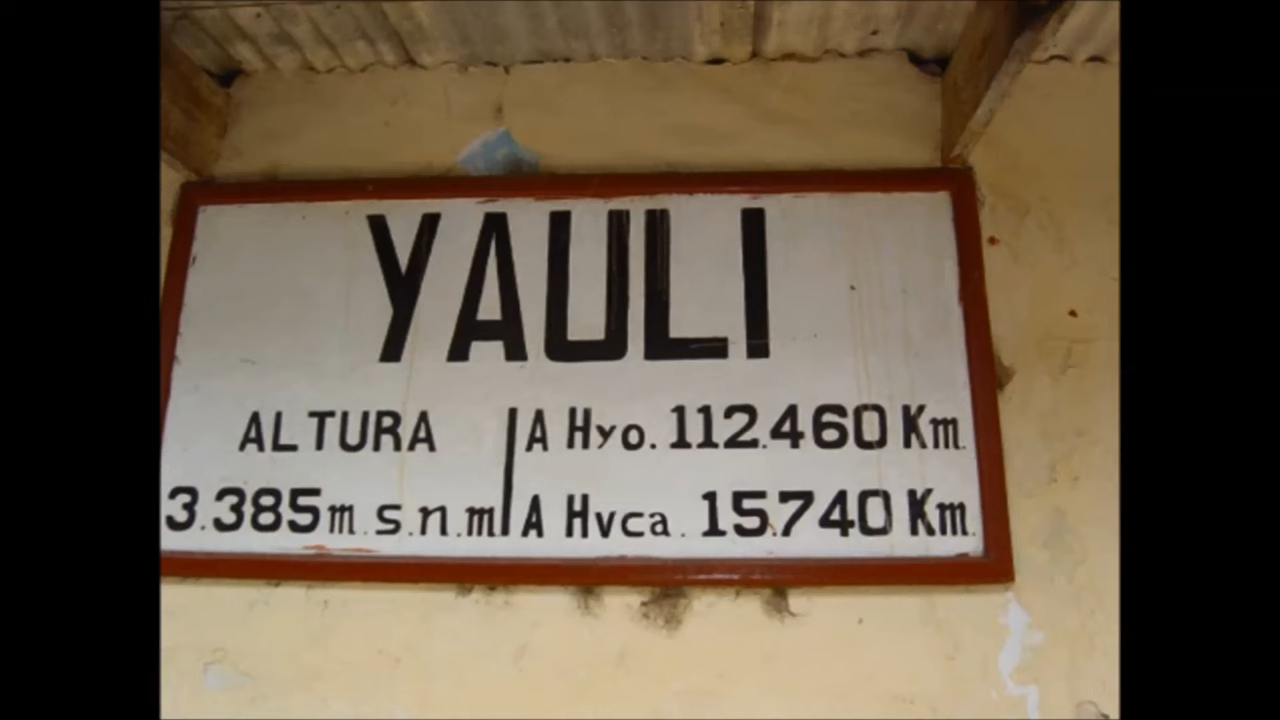 YAULI
ALTURA
3.385 m.s.n.m
A Hyo. 112.460 Km.
A Hvca. 15.740 Km.